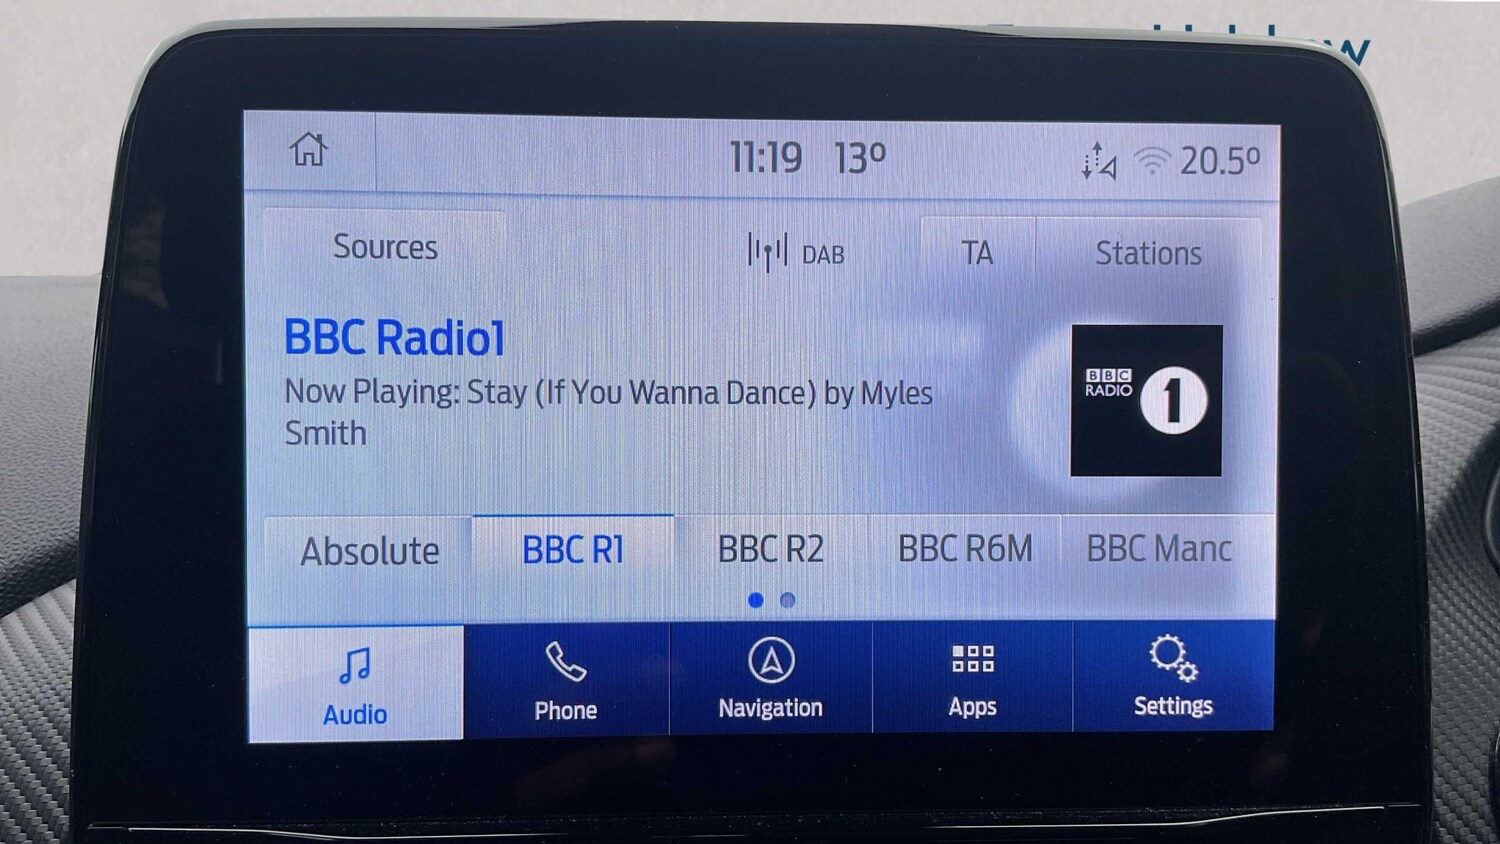 11:19 13°
20.5°
Sources
DAB
TA
Stations
BBC Radio1
Now Playing: Stay (If You Wanna Dance) by Myles
Smith
BBC
RADIO
1
Absolute
BBC R1
BBC R2
BBC R6M
BBC Manc
Audio
Phone
Navigation
Apps
Settings